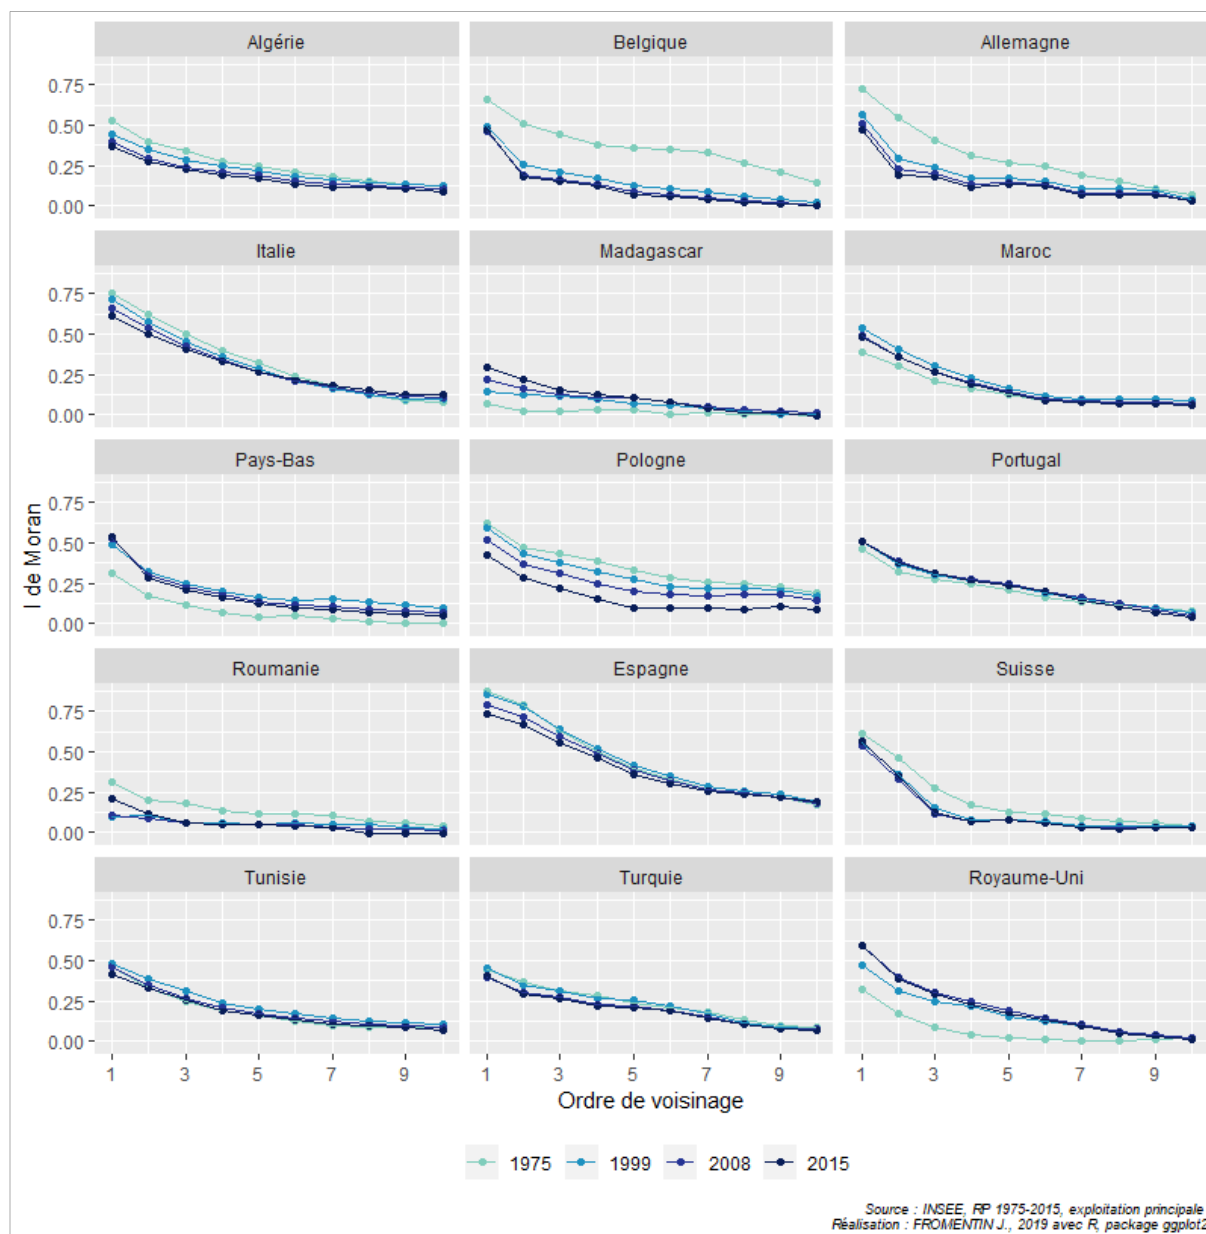 Algérie
Belgique
Allemagne
0.75
0.50
0.25
0.00
Italie
Madagascar
Maroc
0.75
0.50
0.25
0.00
Pays-Bas
Pologne
Portugal
I de Moran
0.75
0.50
0.25
0.00
Roumanie
Espagne
Suisse
0.75
0.50
0.25
0.00
Tunisie
Turquie
Royaume-Uni
0.75
0.50
0.25
0.00
1 3 5 7 9
1 3 5 7 9
1 3 5 7 9
Ordre de voisinage
1975 1999 2008 2015
Source : INSEE, RP 1975-2015, exploitation principale
Réalisation : FROMENTIN J., 2019 avec R, package ggplot2